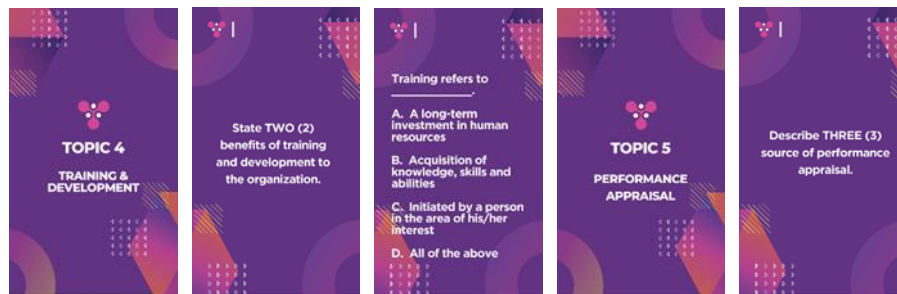 TOPIC 4
TRAINING &
DEVELOPMENT
State TWO (2)
benefits of training
and development to
the organization.
Training refers to
____________.
A. A long-term
investment in human
resources
B. Acquisition of
knowledge, skills and
abilities
C. Initiated by a person
in the area of his/her
interest
D. All of the above
TOPIC 5
PERFORMANCE
APPRAISAL
Describe THREE (3)
source of performance
appraisal.